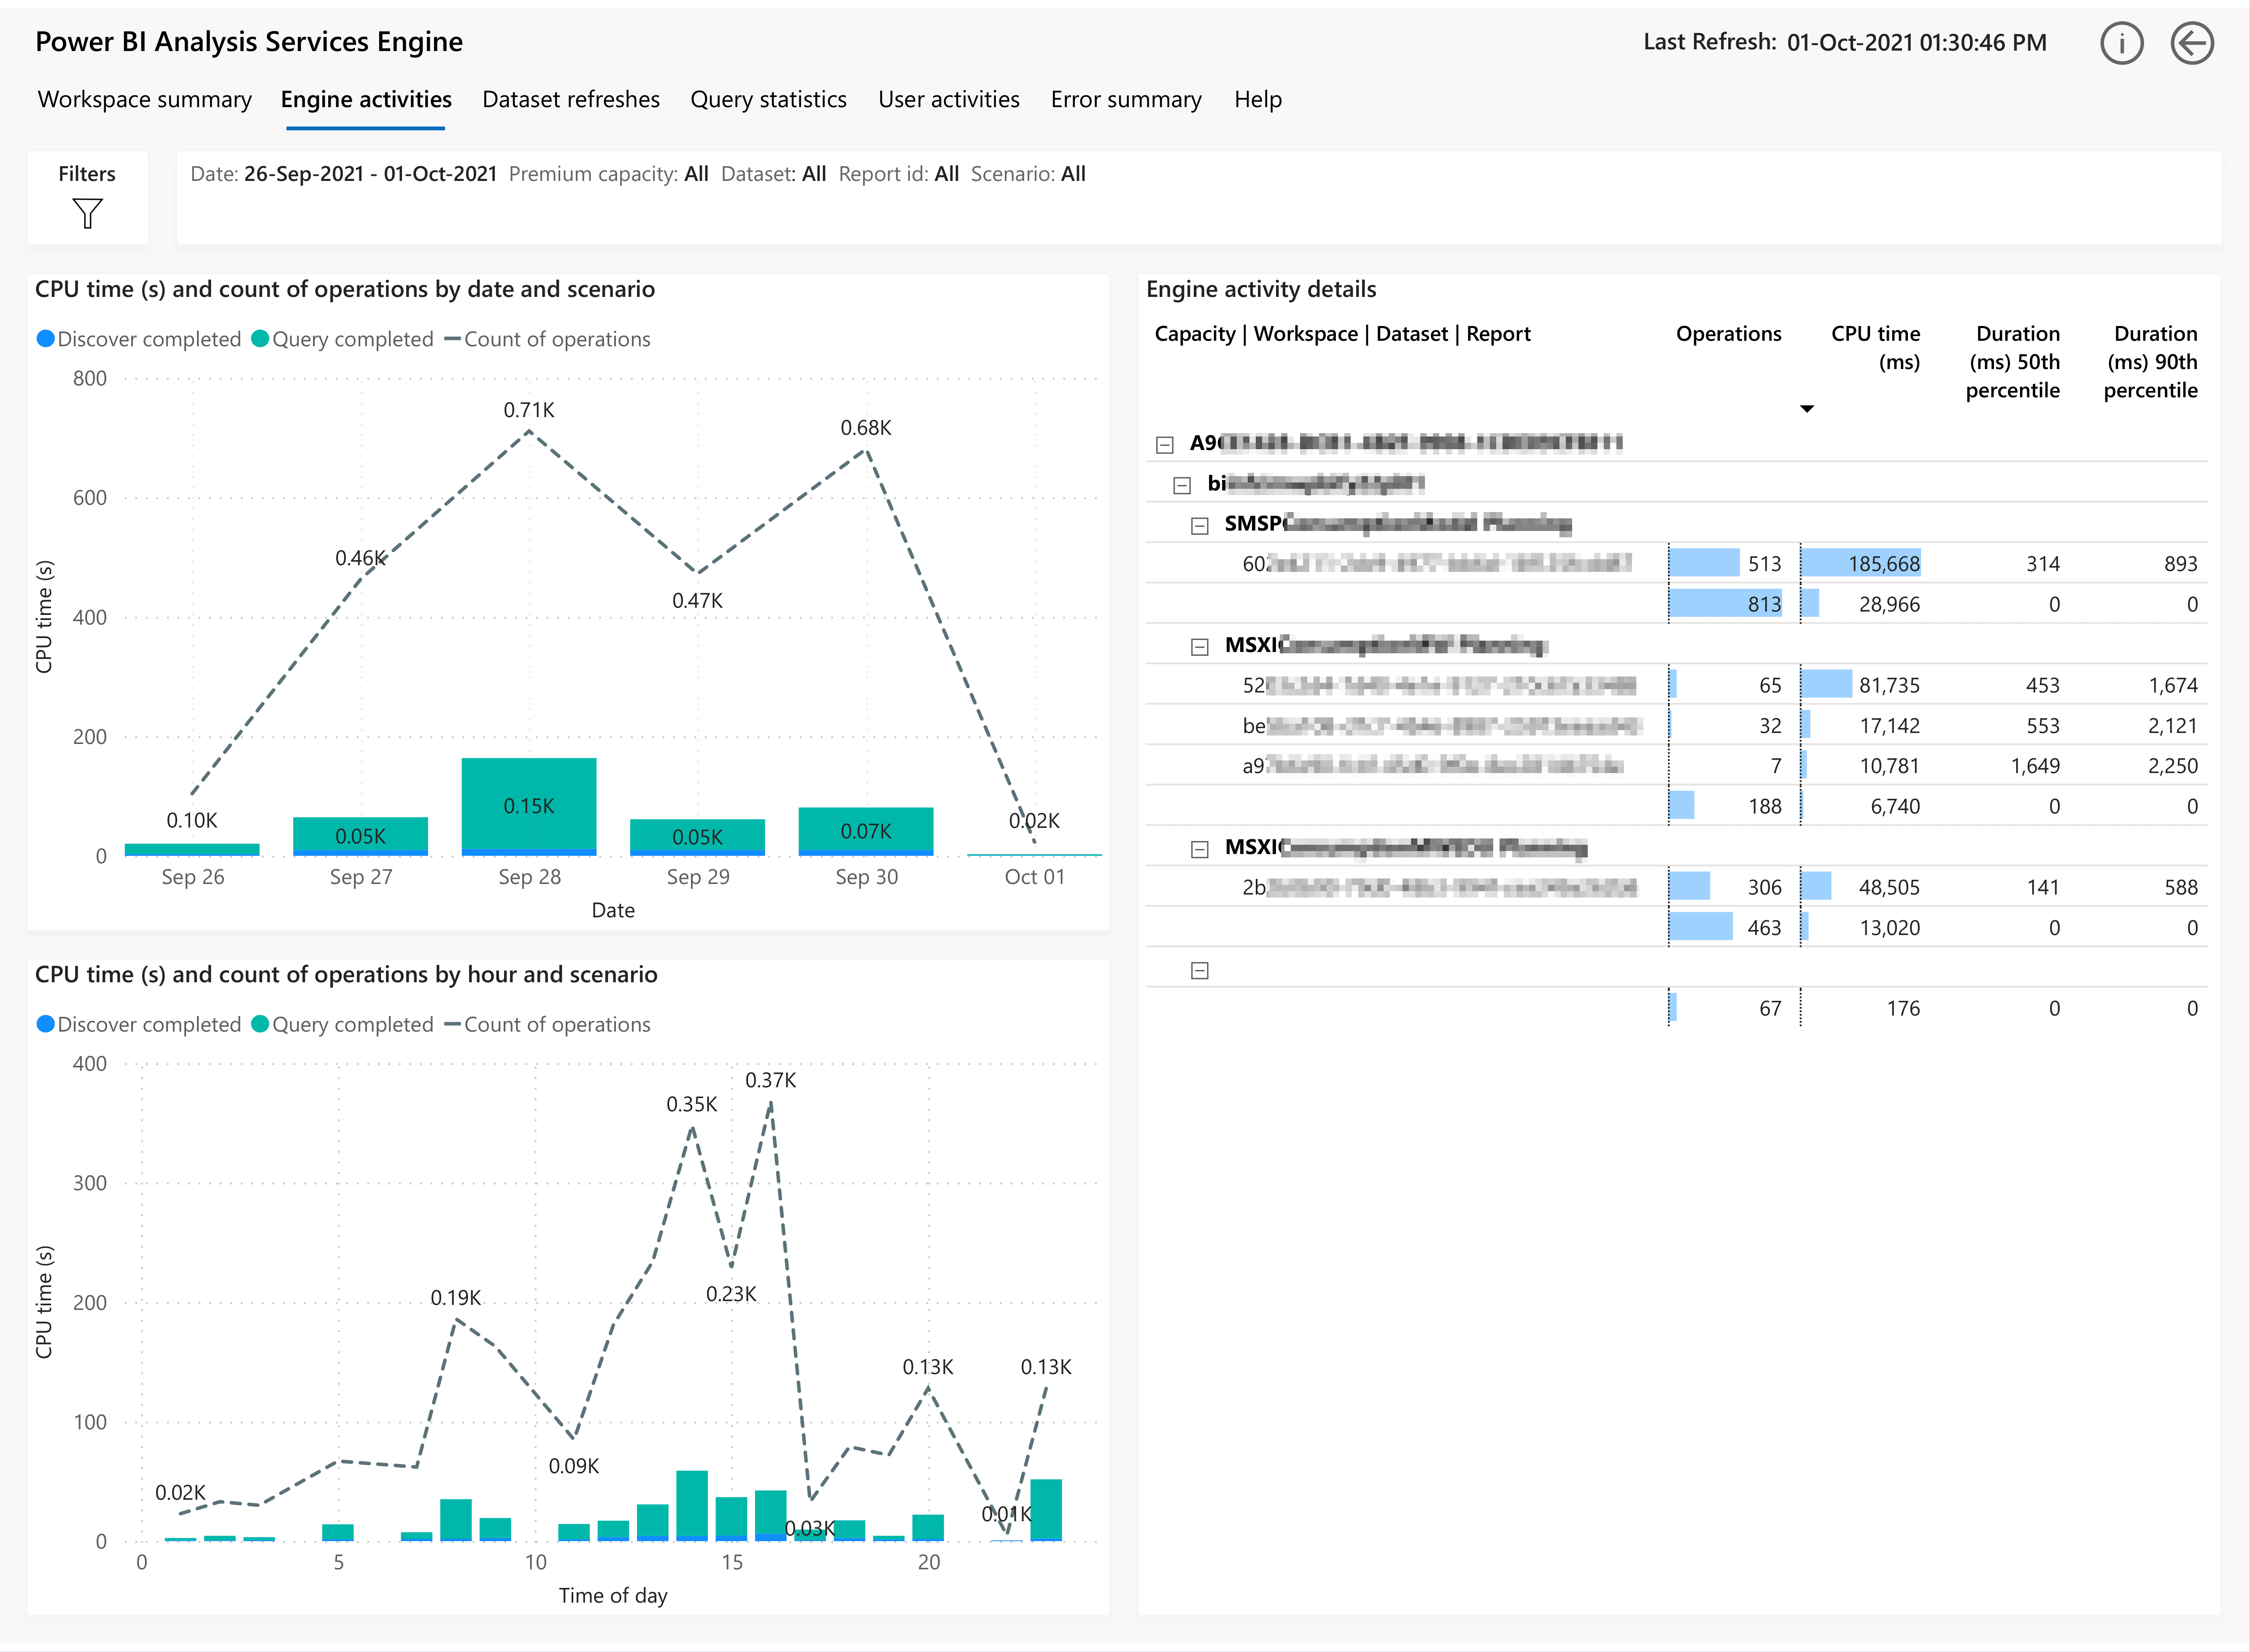 Power BI Analysis Services Engine
Last Refresh: 01-Oct-2021 01:30:46 PM
Workspace summary Engine activities Dataset refreshes Query statistics User activities Error summary Help
Filters
Date: 26-Sep-2021 - 01-Oct-2021 Premium capacity: All Dataset: All Report id: All Scenario: All
CPU time (s) and count of operations by date and scenario
Discover completed Query completed Count of operations
800
600
400
200
0
CPU time (s)
0.10K
0.46K
0.71K
0.47K
0.68K
0.02K
0.05K
0.15K
0.05K
0.07K
Sep 26 Sep 27 Sep 28 Sep 29 Sep 30 Oct 01
Date
CPU time (s) and count of operations by hour and scenario
Discover completed Query completed Count of operations
400
300
200
100
0
CPU time (s)
0.02K
0.19K
0.09K
0.35K
0.23K
0.37K
0.03K
0.13K
0.01K
0.13K
0 5 10 15 20
Time of day
Engine activity details
Capacity | Workspace | Dataset | Report Operations CPU time (ms) Duration (ms) 50th percentile Duration (ms) 90th percentile
A9
bi
SMSP
602 513 185,668 314 893
813 28,966 0 0
MSXI
52 65 81,735 453 1,674
be 32 17,142 553 2,121
a9 7 10,781 1,649 2,250
188 6,740 0 0
MSXI
2b 306 48,505 141 588
463 13,020 0 0
67 176 0 0